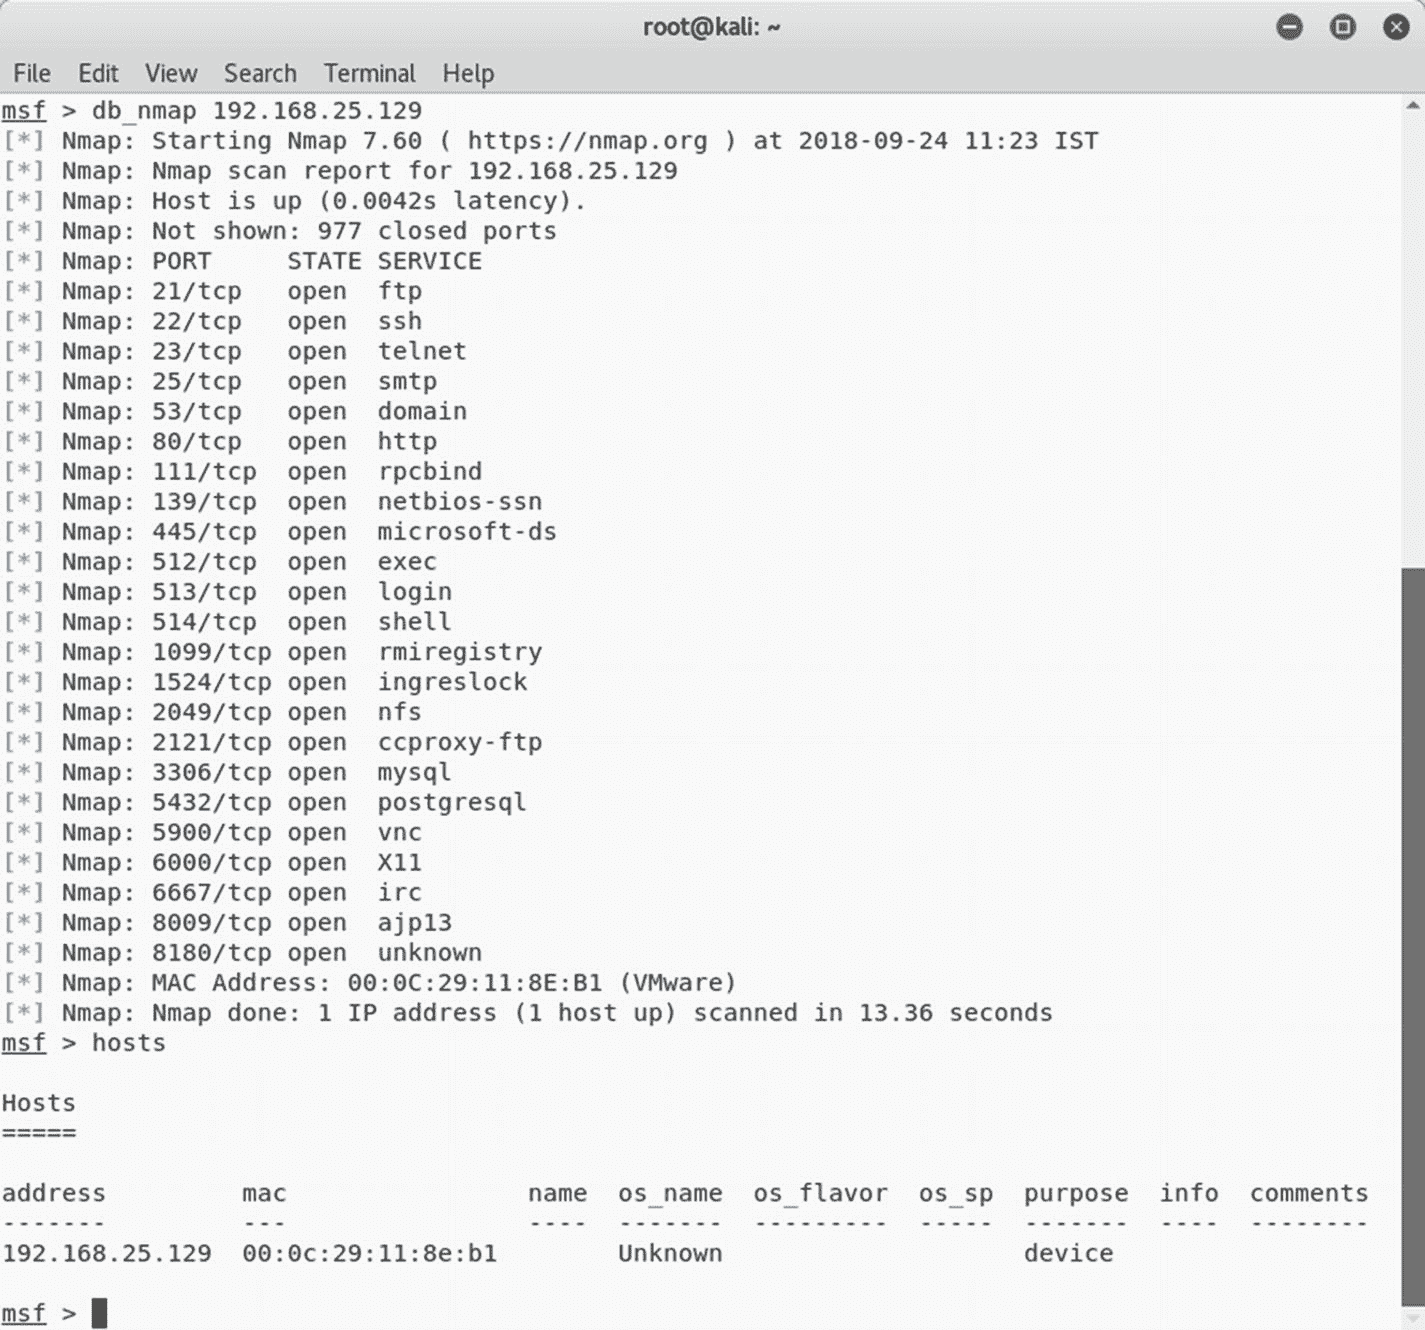 root@kali: ~
File Edit View Search Terminal Help
msf > db_nmap 192.168.25.129
[*] Nmap: Starting Nmap 7.60 ( https://nmap.org ) at 2018-09-24 11:23 IST
[*] Nmap: Nmap scan report for 192.168.25.129
[*] Nmap: Host is up (0.0042s latency).
[*] Nmap: Not shown: 977 closed ports
[*] Nmap: PORT     STATE SERVICE
[*] Nmap: 21/tcp   open  ftp
[*] Nmap: 22/tcp   open  ssh
[*] Nmap: 23/tcp   open  telnet
[*] Nmap: 25/tcp   open  smtp
[*] Nmap: 53/tcp   open  domain
[*] Nmap: 80/tcp   open  http
[*] Nmap: 111/tcp  open  rpcbind
[*] Nmap: 139/tcp  open  netbios-ssn
[*] Nmap: 445/tcp  open  microsoft-ds
[*] Nmap: 512/tcp  open  exec
[*] Nmap: 513/tcp  open  login
[*] Nmap: 514/tcp  open  shell
[*] Nmap: 1099/tcp open  rmiregistry
[*] Nmap: 1524/tcp open  ingreslock
[*] Nmap: 2049/tcp open  nfs
[*] Nmap: 2121/tcp open  ccproxy-ftp
[*] Nmap: 3306/tcp open  mysql
[*] Nmap: 5432/tcp open  postgresql
[*] Nmap: 5900/tcp open  vnc
[*] Nmap: 6000/tcp open  X11
[*] Nmap: 6667/tcp open  irc
[*] Nmap: 8009/tcp open  ajp13
[*] Nmap: 8180/tcp open  unknown
[*] Nmap: MAC Address: 00:0C:29:11:8E:B1 (VMware)
[*] Nmap: Nmap done: 1 IP address (1 host up) scanned in 13.36 seconds
msf > hosts
Hosts
=====
address         mac                name  os_name  os_flavor  os_sp  purpose  info  comments
-------         ---                ----  -------  ---------  -----  -------  ----  --------
192.168.25.129  00:0c:29:11:8e:b1        Unknown                    device
msf >